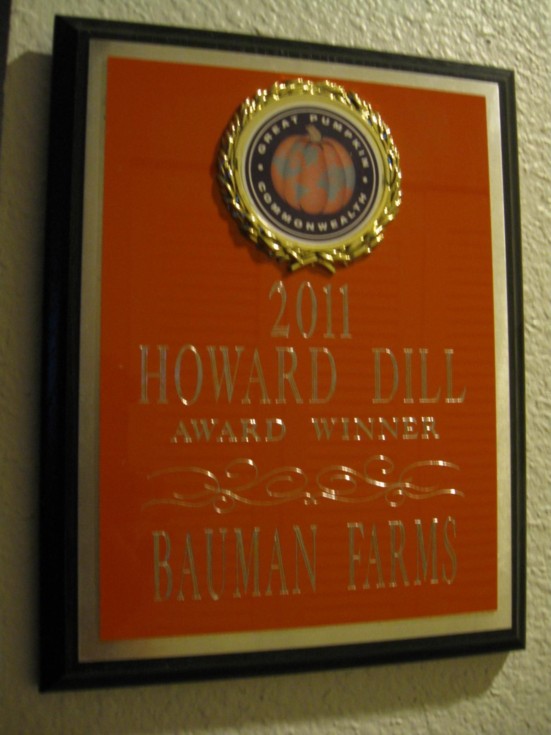 GREAT PUMPKIN
COMMONWEALTH
2011
HOWARD DILL
AWARD WINNER
BAUMAN FARMS